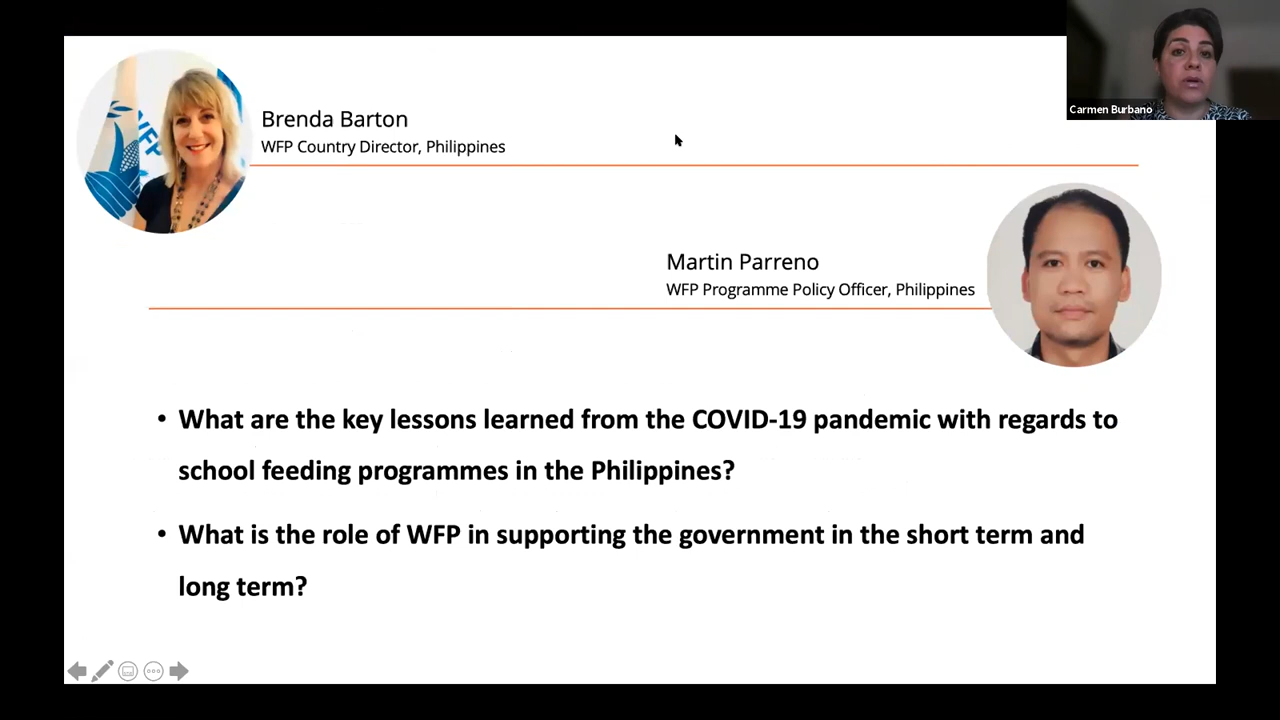 Carmen Burbano
WFP
Brenda Barton
WFP Country Director, Philippines
Martin Parreno
WFP Programme Policy Officer, Philippines
• What are the key lessons learned from the COVID-19 pandemic with regards to
school feeding programmes in the Philippines?
• What is the role of WFP in supporting the government in the short term and
long term?